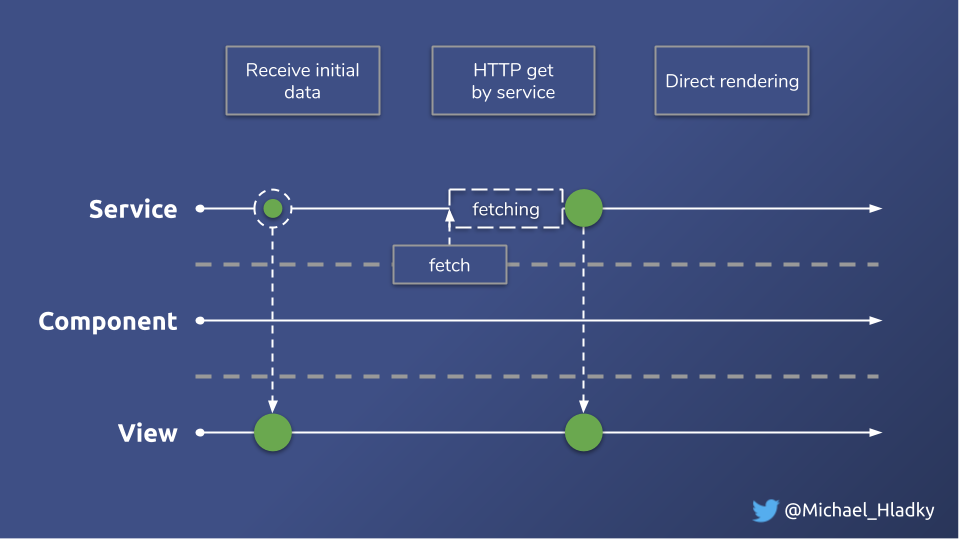 Receive initial
data
HTTP get
by service
Direct rendering
Service
fetching
fetch
Component
View
@Michael_Hladky